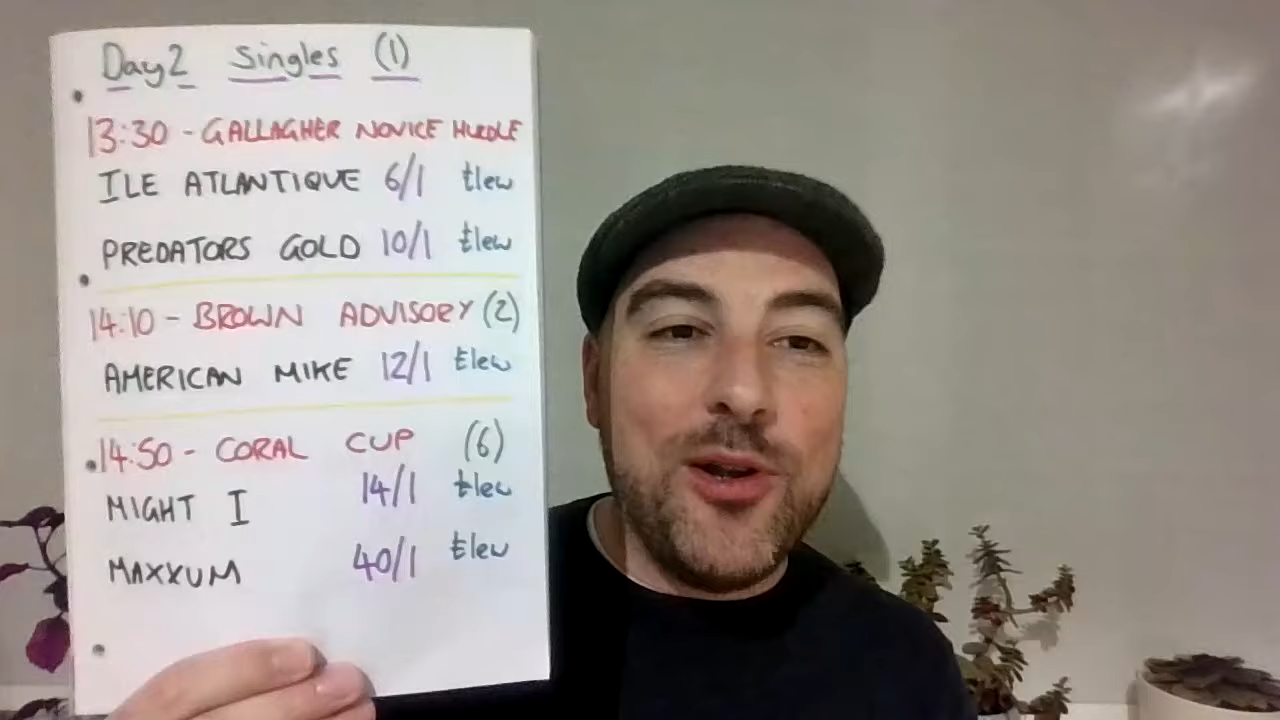 Day 2 Singles (1)
13:30 - GALLAGHER NOVICE HURDLE
ILE ATLANTIQUE 6/1 £1ew
PREDATORS GOLD 10/1 £1ew
14:10 - BROWN ADVISORY (2)
AMERICAN MIKE 12/1 £1ew
14:50 - CORAL CUP (6)
MIGHT I 14/1 £1ew
MAXXUM 40/1 £1ew